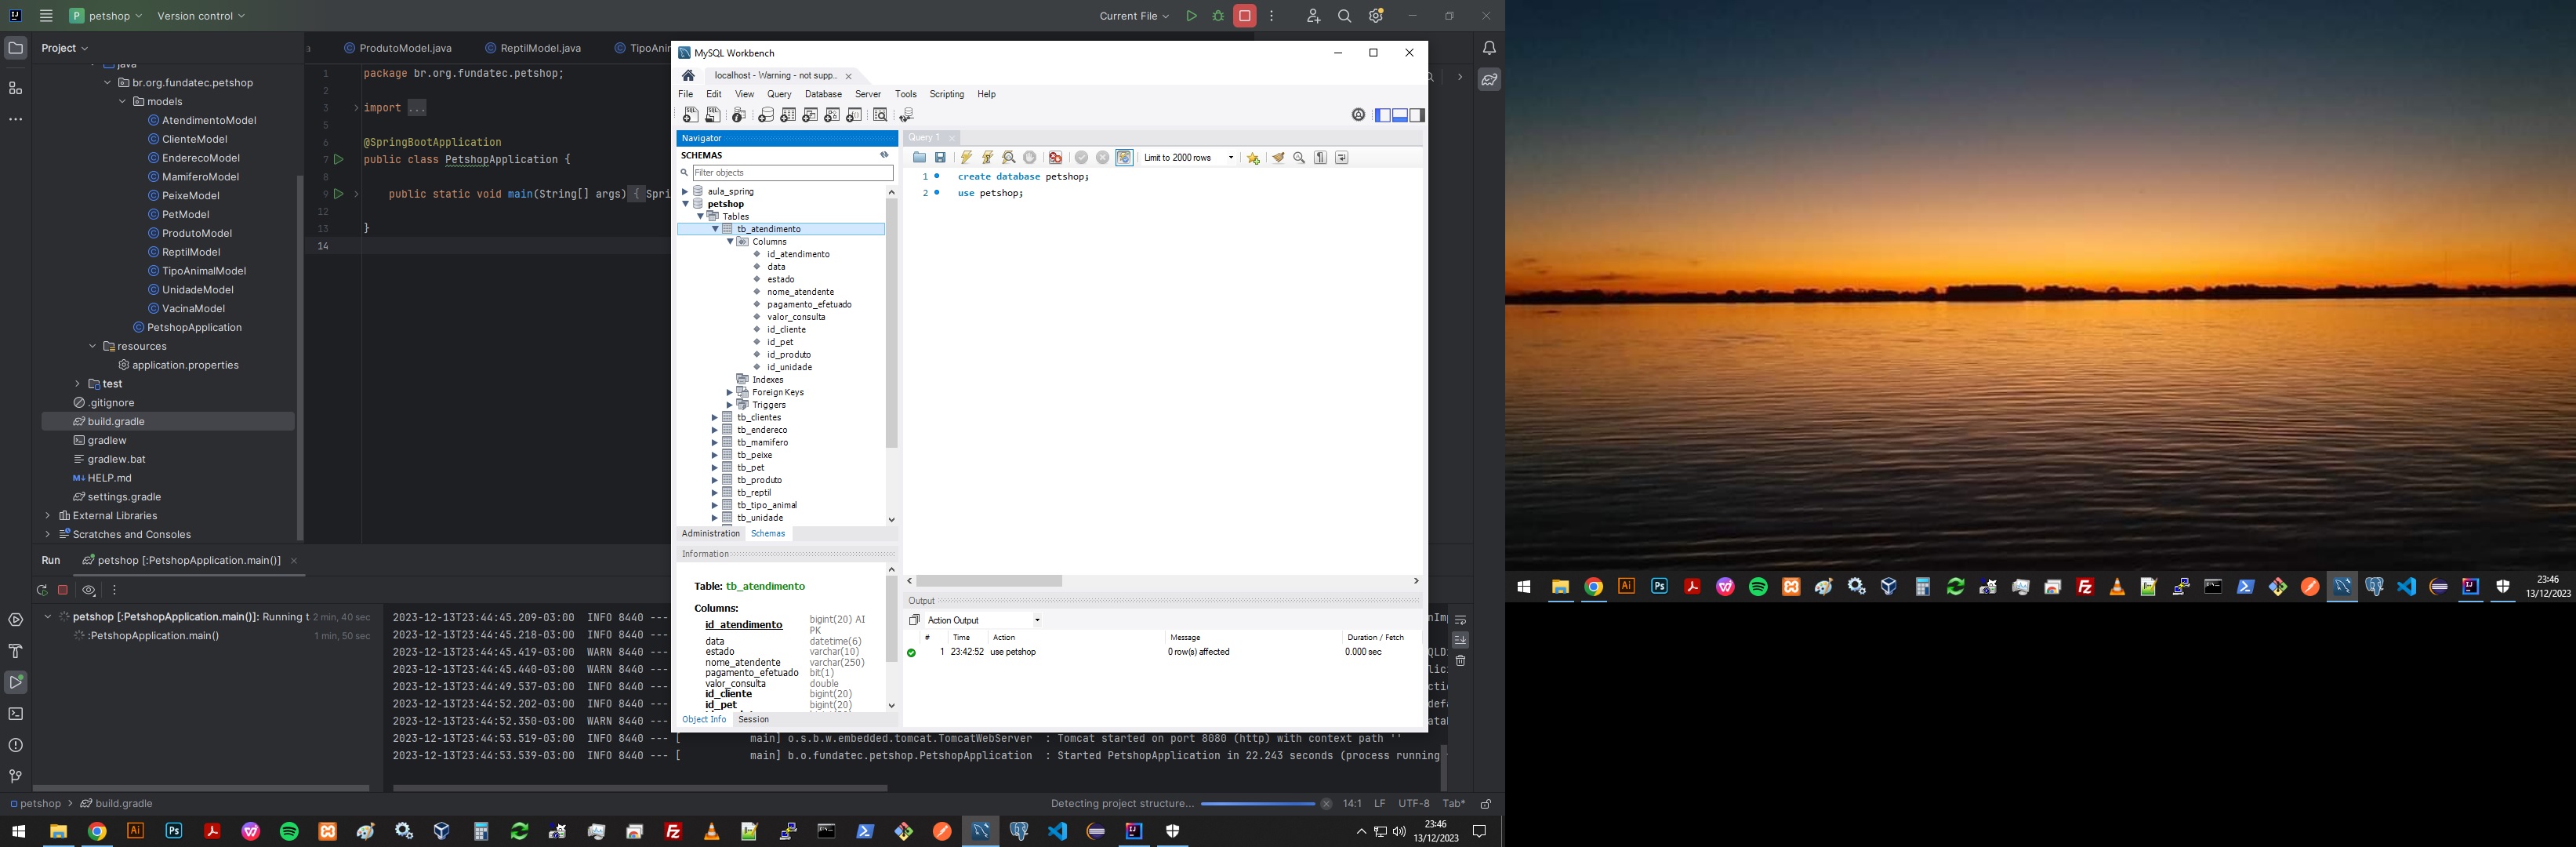 petshop
Version control
Current File
Project
ProdutoModel.java
ReptilModel.java
TipoAnin
java
br.org.fundatec.petshop
models
AtendimentoModel
ClienteModel
EnderecoModel
MamiferoModel
PeixeModel
PetModel
ProdutoModel
ReptilModel
TipoAnimalModel
UnidadeModel
VacinaModel
PetshopApplication
resources
application.properties
test
.gitignore
build.gradle
gradlew
gradlew.bat
HELP.md
settings.gradle
External Libraries
Scratches and Consoles
1 package br.org.fundatec.petshop;
2
3 import ...
5
6 @SpringBootApplication
7 public class PetshopApplication {
8
9 public static void main(String[] args) { Spri
12
13 }
14
MySQL Workbench
localhost - Warning - not supp...
File Edit View Query Database Server Tools Scripting Help
Navigator
SCHEMAS
Filter objects
aula_spring
petshop
Tables
tb_atendimento
Columns
id_atendimento
data
estado
nome_atendente
pagamento_efetuado
valor_consulta
id_cliente
id_pet
id_produto
id_unidade
Indexes
Foreign Keys
Triggers
tb_clientes
tb_endereco
tb_mamifero
tb_peixe
tb_pet
tb_produto
tb_reptil
tb_tipo_animal
tb_unidade
Administration Schemas
Information
Table: tb_atendimento
Columns:
id_atendimento bigint(20) AI
PK
data datetime(6)
estado varchar(10)
nome_atendente varchar(250)
pagamento_efetuado bit(1)
valor_consulta double
id_cliente bigint(20)
id_pet bigint(20)
Object Info Session
Query 1
Limit to 2000 rows
1 create database petshop;
2 use petshop;
Output
Action Output
# Time Action Message Duration / Fetch
1 23:42:52 use petshop 0 row(s) affected 0.000 sec
Run petshop [:PetshopApplication.main()]
petshop [:PetshopApplication.main()]: Running t 2 min, 40 sec
:PetshopApplication.main() 1 min, 50 sec
2023-12-13T23:44:45.209-03:00 INFO 8440 ---
2023-12-13T23:44:45.218-03:00 INFO 8440 ---
2023-12-13T23:44:45.419-03:00 WARN 8440 ---
2023-12-13T23:44:45.440-03:00 WARN 8440 ---
2023-12-13T23:44:49.537-03:00 INFO 8440 ---
2023-12-13T23:44:52.202-03:00 INFO 8440 ---
2023-12-13T23:44:52.350-03:00 WARN 8440 ---
2023-12-13T23:44:53.519-03:00 INFO 8440 --- [ main] o.s.b.w.embedded.tomcat.TomcatWebServer : Tomcat started on port 8080 (http) with context path ''
2023-12-13T23:44:53.539-03:00 INFO 8440 --- [ main] b.o.fundatec.petshop.PetshopApplication : Started PetshopApplication in 22.243 seconds (process running
petshop > build.gradle
Detecting project structure...
14:1 LF UTF-8 Tab*
23:46
13/12/2023
23:46
13/12/2023